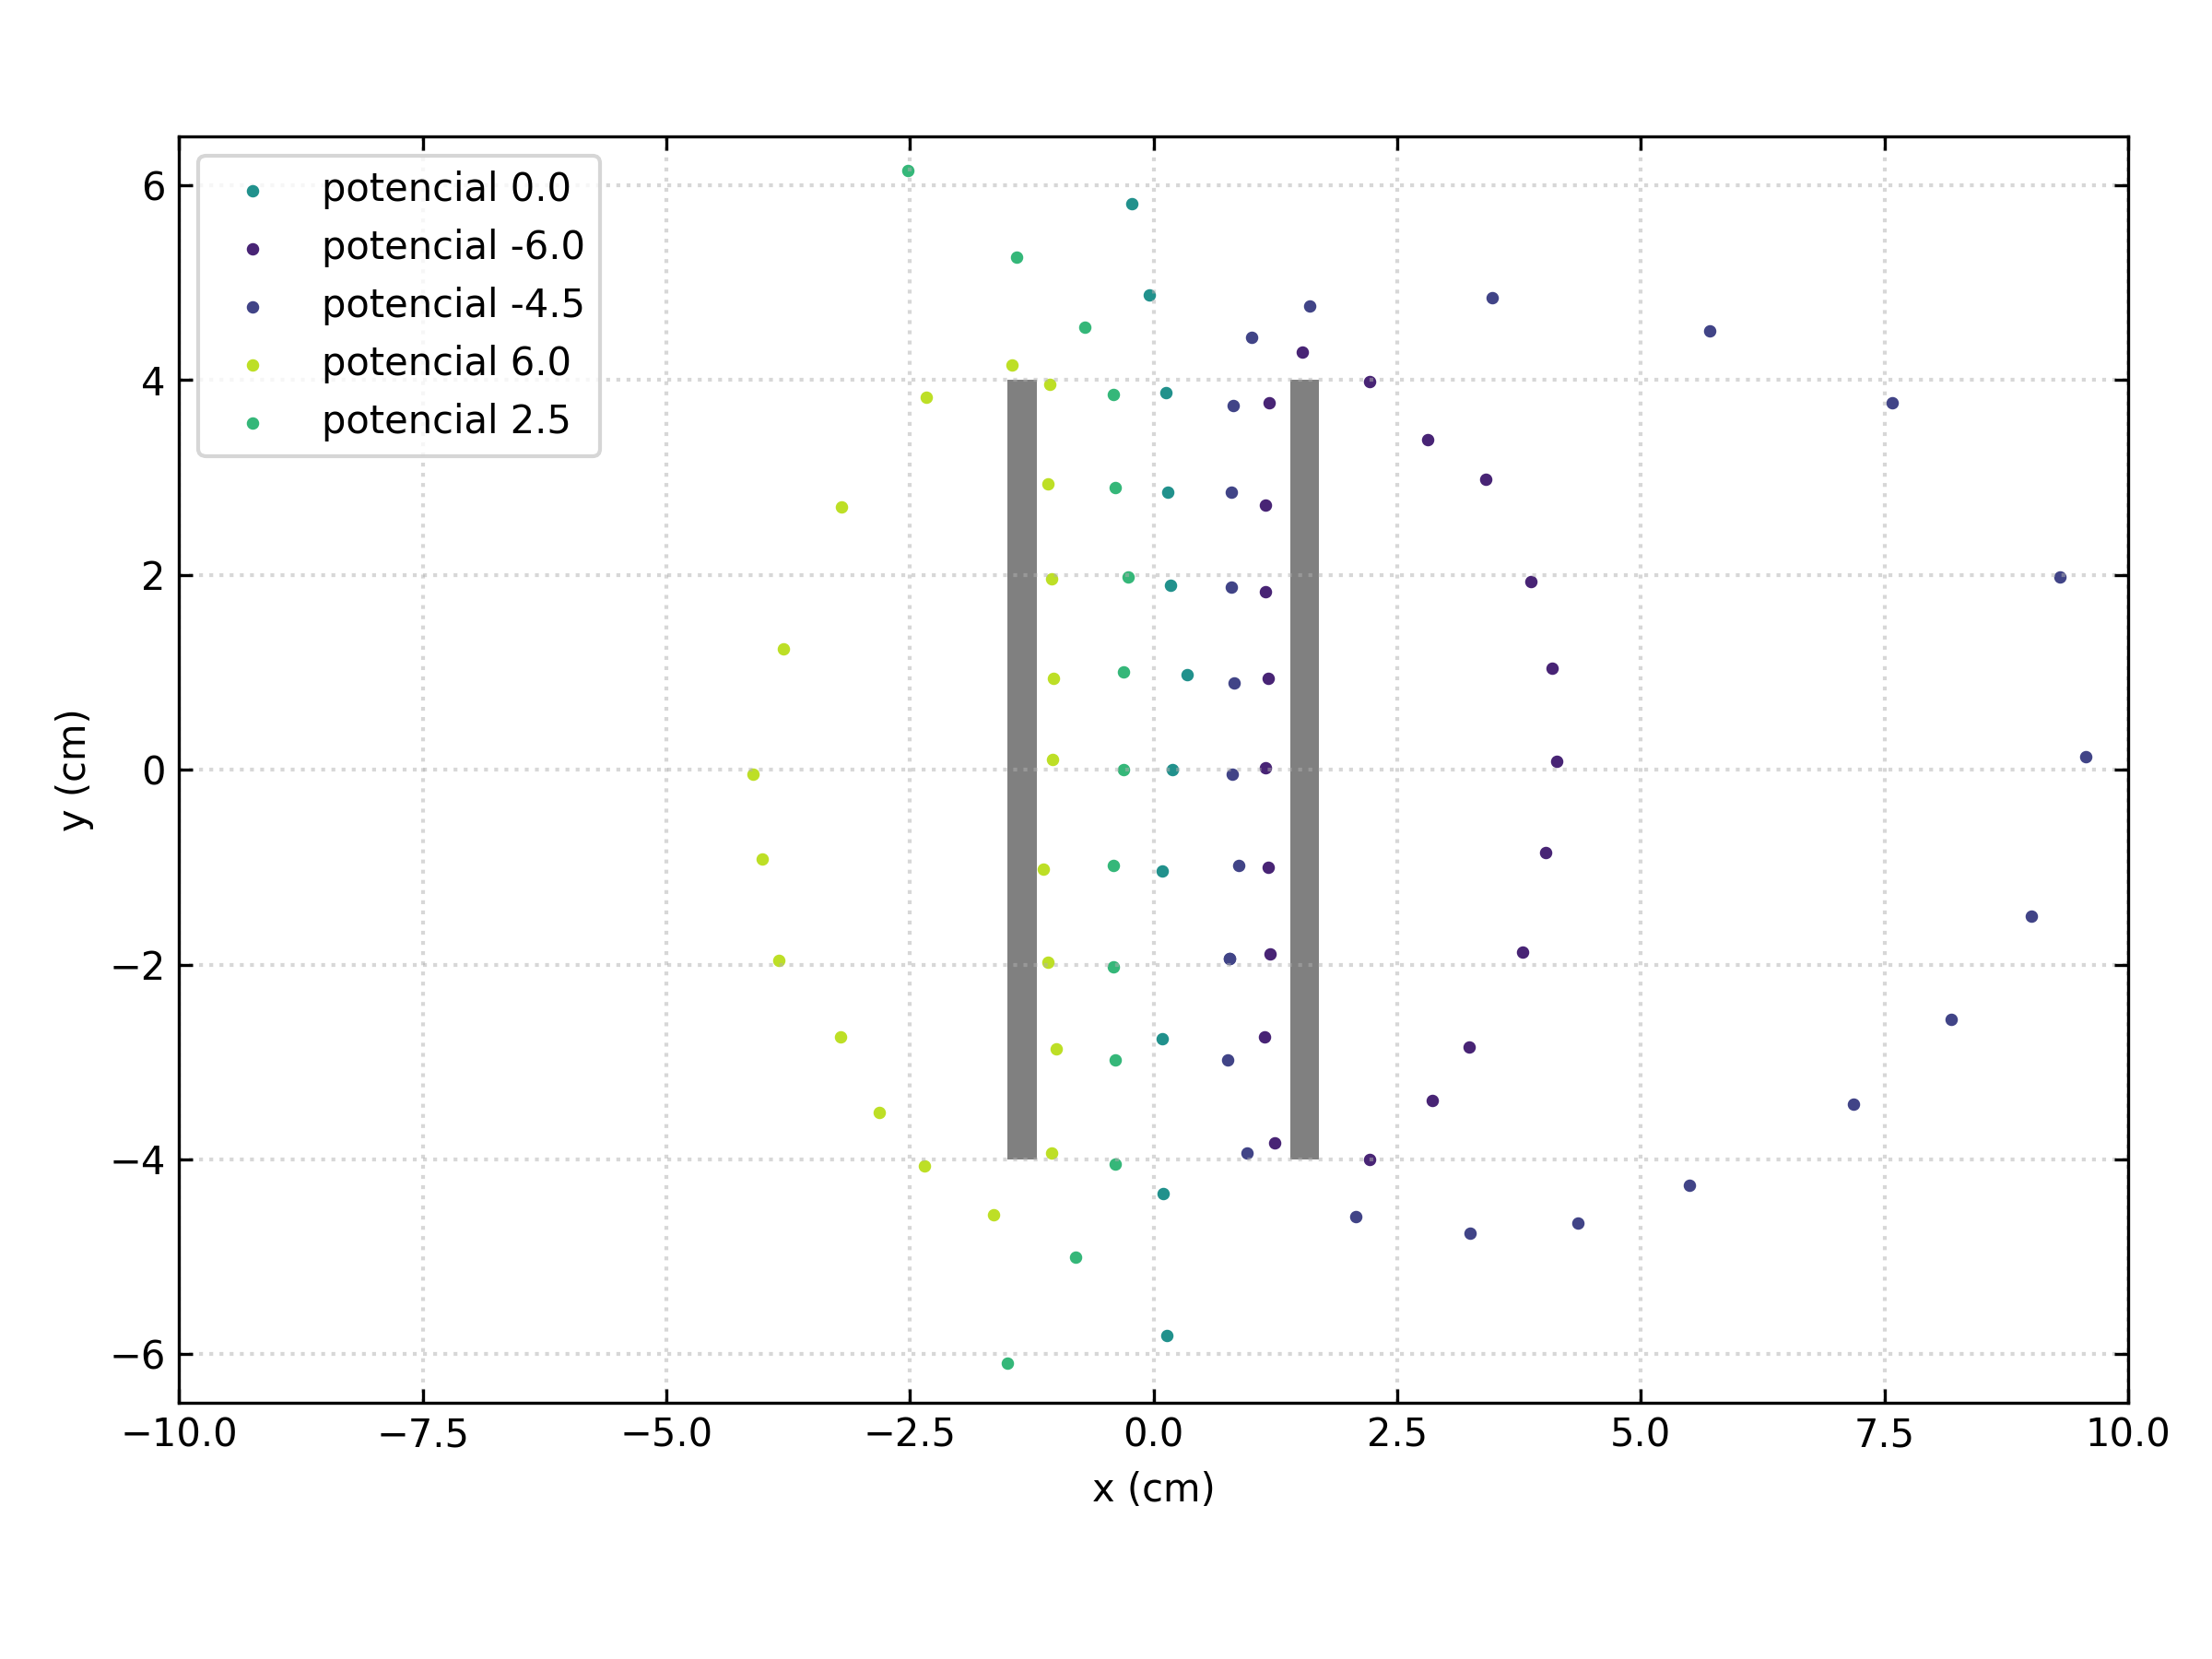 potencial 0.0
potencial -6.0
potencial -4.5
potencial 6.0
potencial 2.5
6
4
2
0
−2
−4
−6
y (cm)
−10.0 −7.5 −5.0 −2.5 0.0 2.5 5.0 7.5 10.0
x (cm)